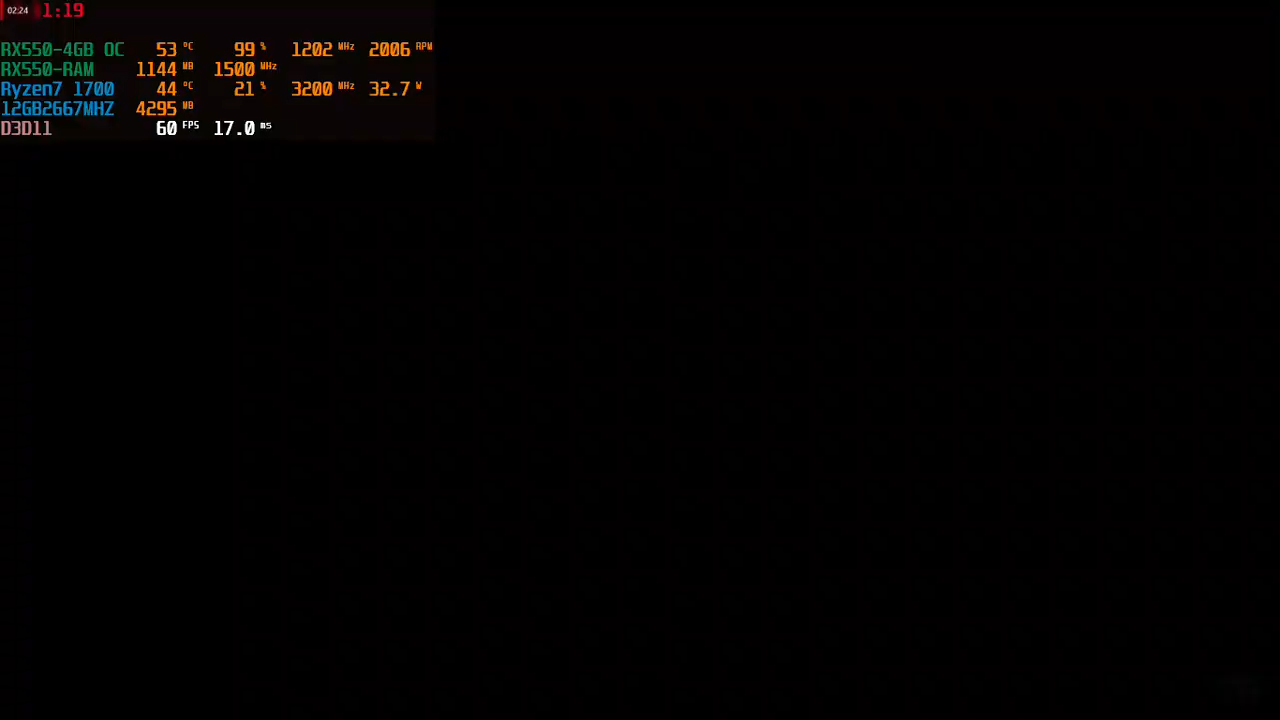 02:24 1:19
RX550-4GB OC 53 °C 99 % 1202 MHz 2006 RPM
RX550-RAM 1144 MB 1500 MHz
Ryzen7 1700 44 °C 21 % 3200 MHz 32.7 W
12GB2667MHZ 4295 MB
D3D11 60 FPS 17.0 ms